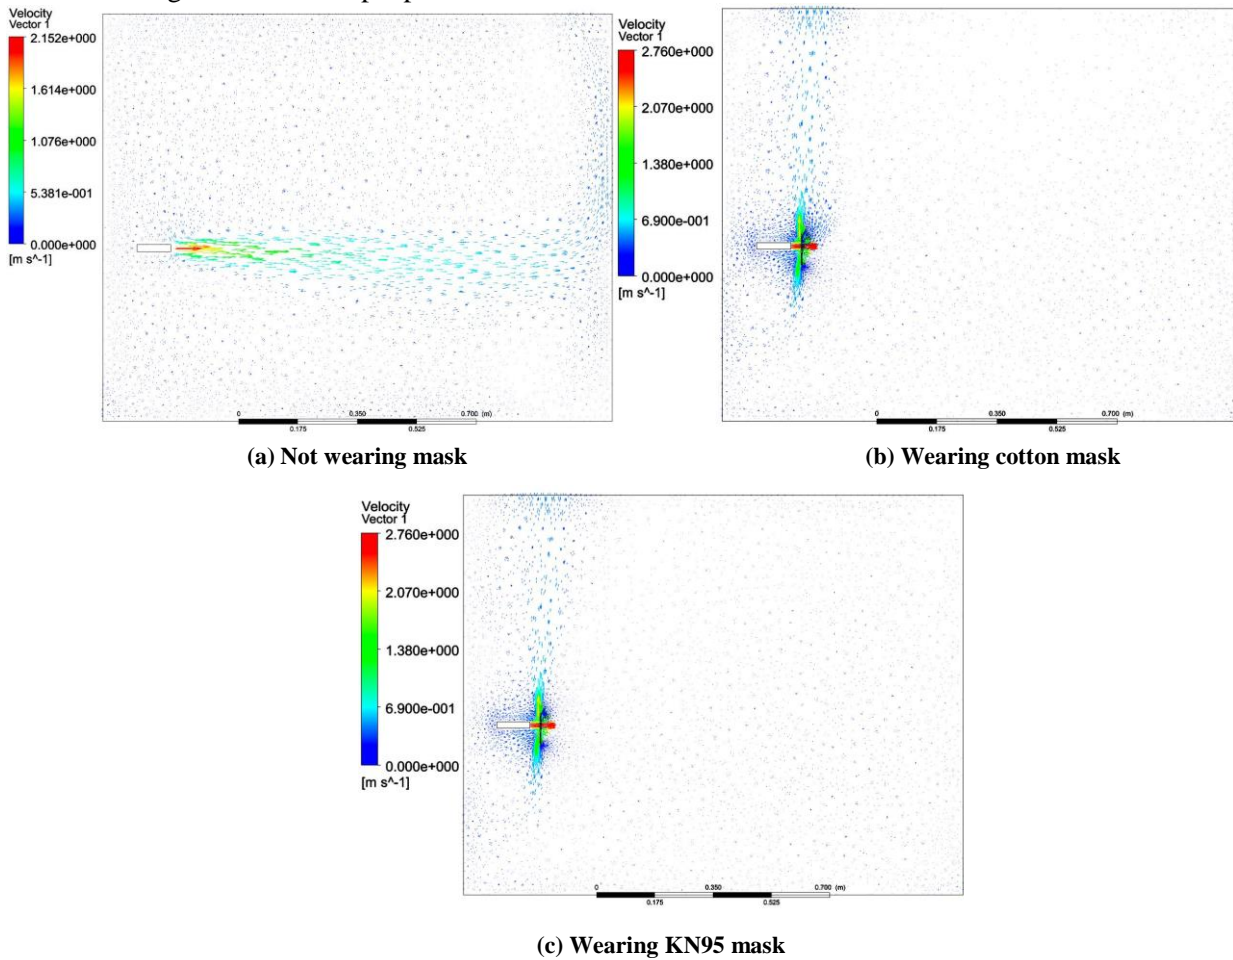 Velocity
Vector 1
2.152e+000
1.614e+000
1.076e+000
5.381e-001
0.000e+000
[m s^-1]
0 0.350 0.700 (m)
0.175 0.525
(a) Not wearing mask
Velocity
Vector 1
2.760e+000
2.070e+000
1.380e+000
6.900e-001
0.000e+000
[m s^-1]
0 0.350 0.700 (m)
0.175 0.525
(b) Wearing cotton mask
Velocity
Vector 1
2.760e+000
2.070e+000
1.380e+000
6.900e-001
0.000e+000
[m s^-1]
0 0.350 0.700 (m)
0.175 0.525
(c) Wearing KN95 mask